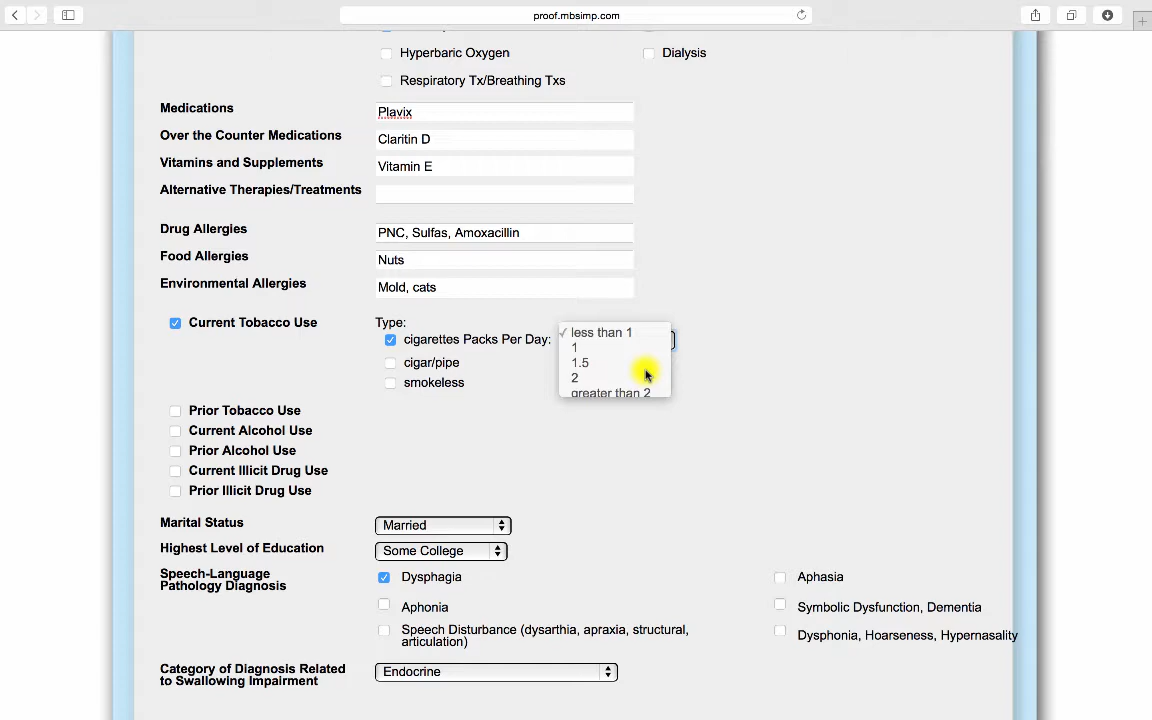 proof.mbsimp.com
Hyperbaric Oxygen Dialysis
Respiratory Tx/Breathing Txs
Medications Plavix
Over the Counter Medications Claritin D
Vitamins and Supplements Vitamin E
Alternative Therapies/Treatments
Drug Allergies PNC, Sulfas, Amoxacillin
Food Allergies Nuts
Environmental Allergies Mold, cats
Current Tobacco Use Type:
cigarettes Packs Per Day: less than 1
1
cigar/pipe 1.5
smokeless 2
greater than 2
Prior Tobacco Use
Current Alcohol Use
Prior Alcohol Use
Current Illicit Drug Use
Prior Illicit Drug Use
Marital Status Married
Highest Level of Education Some College
Speech-Language
Pathology Diagnosis
Dysphagia Aphasia
Aphonia Symbolic Dysfunction, Dementia
Speech Disturbance (dysarthia, apraxia, structural,
articulation)
Dysphonia, Hoarseness, Hypernasality
Category of Diagnosis Related
to Swallowing Impairment
Endocrine